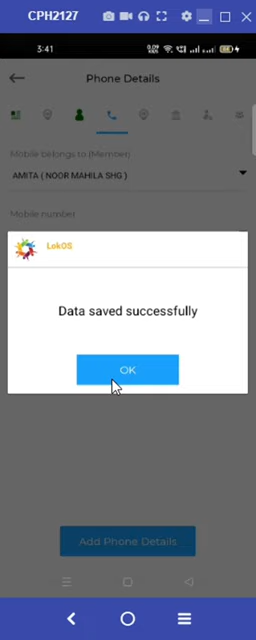 CPH2127
3:41
Phone Details
Mobile belongs to (Member)
AMITA ( NOOR MAHILA SHG )
Mobile number
LokOS
Data saved successfully
OK
Add Phone Details